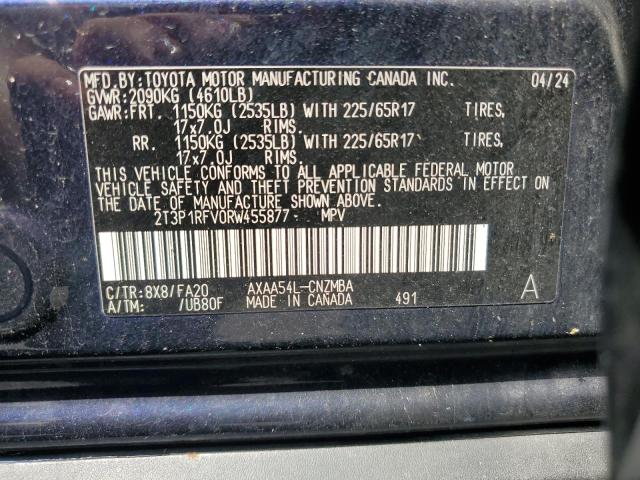 MFD.BY:TOYOTA MOTOR MANUFACTURING CANADA INC. 04/24
GVWR:2090KG (4610LB)
GAWR:FRT. 1150KG (2535LB) WITH 225/65R17 TIRES,
17x7.0J RIMS.
RR. 1150KG (2535LB) WITH 225/65R17 TIRES,
17x7.0J RIMS.
THIS VEHICLE CONFORMS TO ALL APPLICABLE FEDERAL MOTOR
VEHICLE SAFETY AND THEFT PREVENTION STANDARDS IN EFFECT
ON THE DATE OF MANUFACTURE SHOWN ABOVE.
2T3P1RFV0RW455877 MPV
C/TR:8X8/FA20 AXAA54L-CNZMBA
A/TM: /UB80F MADE IN CANADA 491 A